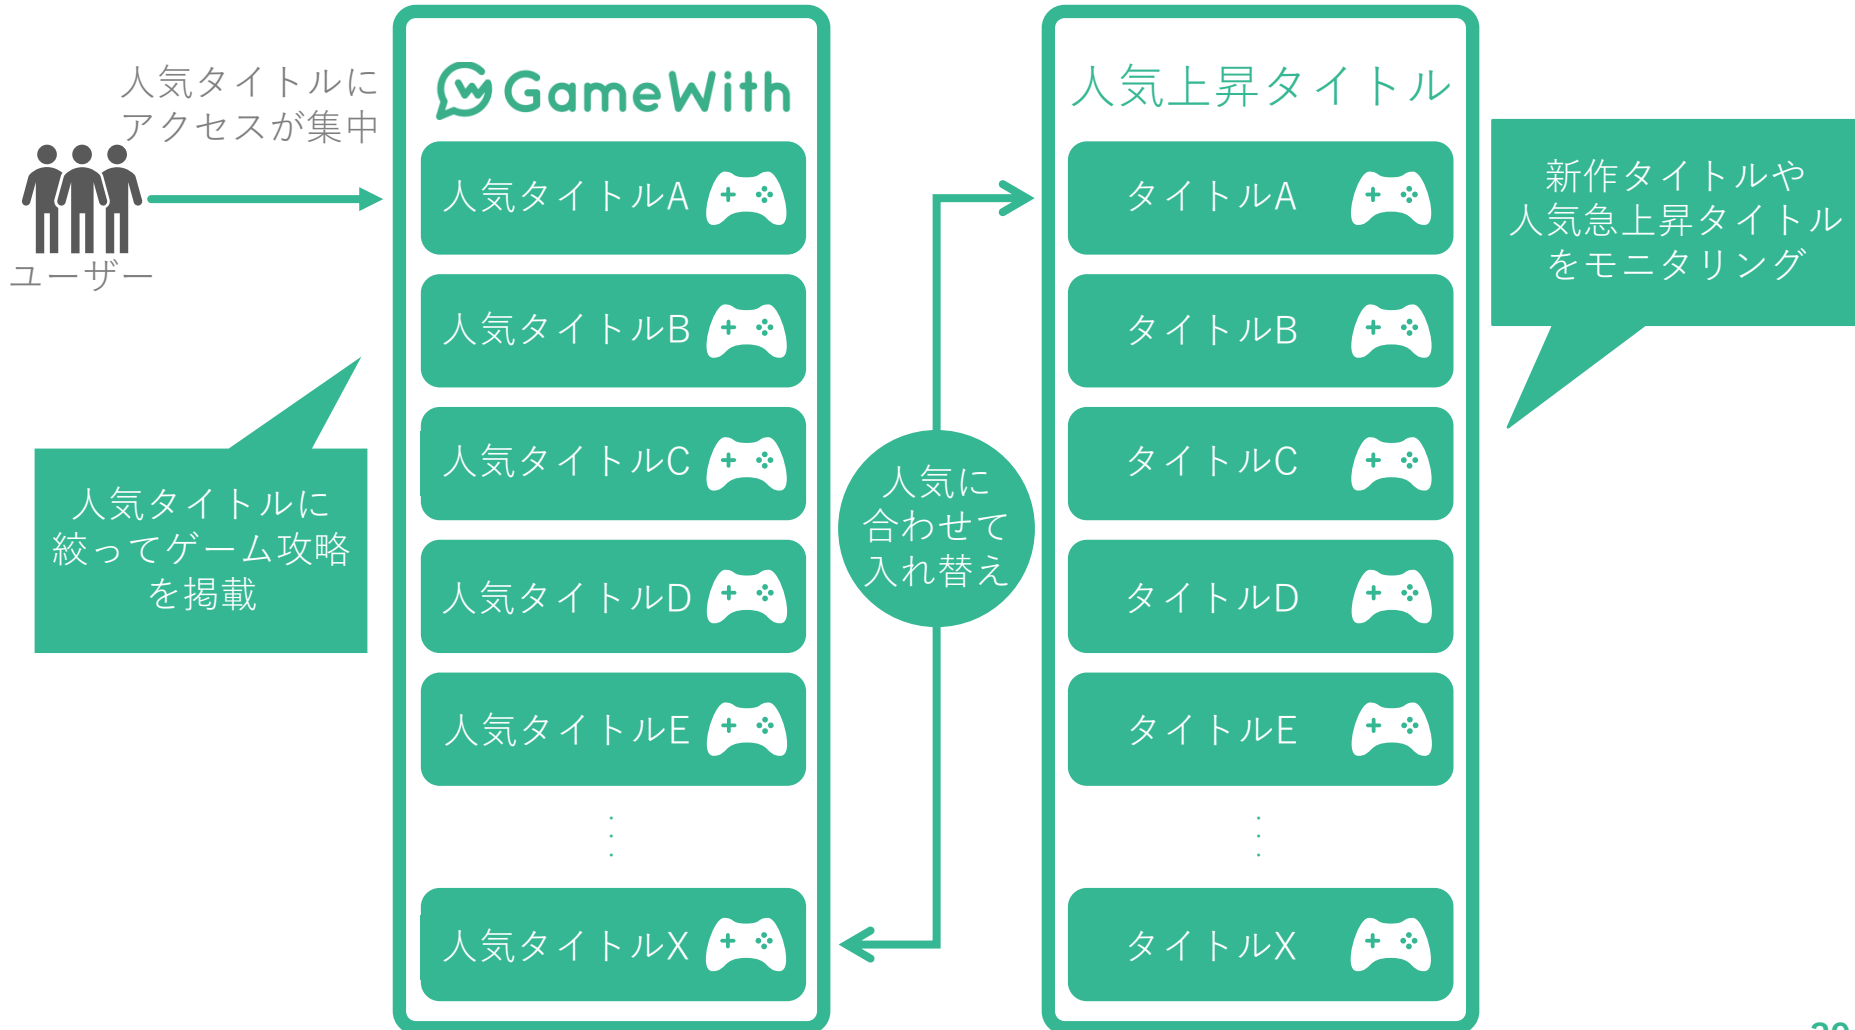 人気タイトルに
アクセスが集中
ユーザー
人気タイトルに
絞ってゲーム攻略
を掲載
GameWith
人気タイトルA
人気タイトルB
人気タイトルC
人気タイトルD
人気タイトルE
人気タイトルX
人気に
合わせて
入れ替え
人気上昇タイトル
タイトルA
タイトルB
タイトルC
タイトルD
タイトルE
タイトルX
新作タイトルや
人気急上昇タイトル
をモニタリング